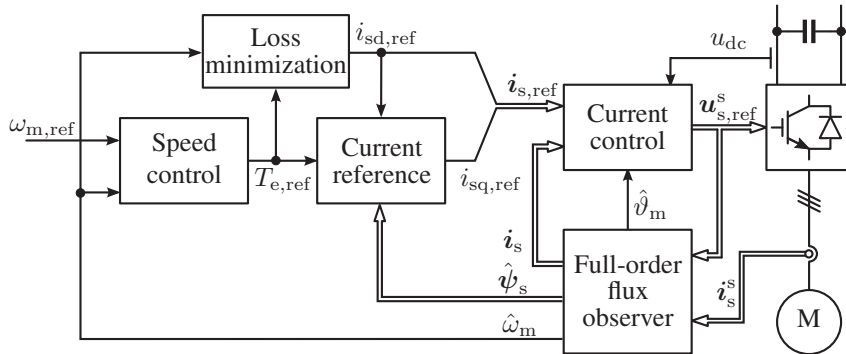 Loss
minimization
i_sd,ref
u_dc
i_s,ref
Current
control
u^s_s,ref
ω_m,ref
Speed
control
T_e,ref
Current
reference
i_sq,ref
ϑ̂_m
i_s
ψ̂_s
Full-order
flux
observer
i^s_s
ω̂_m
M